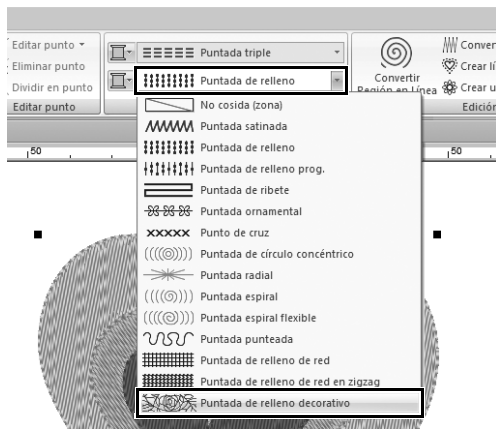 Editar punto
Eliminar punto
Dividir en punto
Editar punto
Puntada triple
Puntada de relleno
Convertir
Región en Línea
Conver
Crear lí
Crear u
Edición
50
50
No cosida (zona)
Puntada satinada
Puntada de relleno
Puntada de relleno prog.
Puntada de ribete
Puntada ornamental
Punto de cruz
Puntada de círculo concéntrico
Puntada radial
Puntada espiral
Puntada espiral flexible
Puntada punteada
Puntada de relleno de red
Puntada de relleno de red en zigzag
Puntada de relleno decorativo